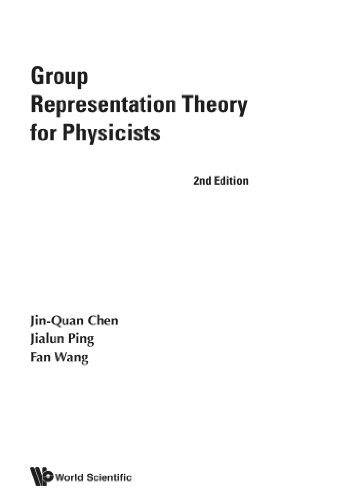 Group
Representation Theory
for Physicists
2nd Edition
Jin-Quan Chen
Jialun Ping
Fan Wang
World Scientific